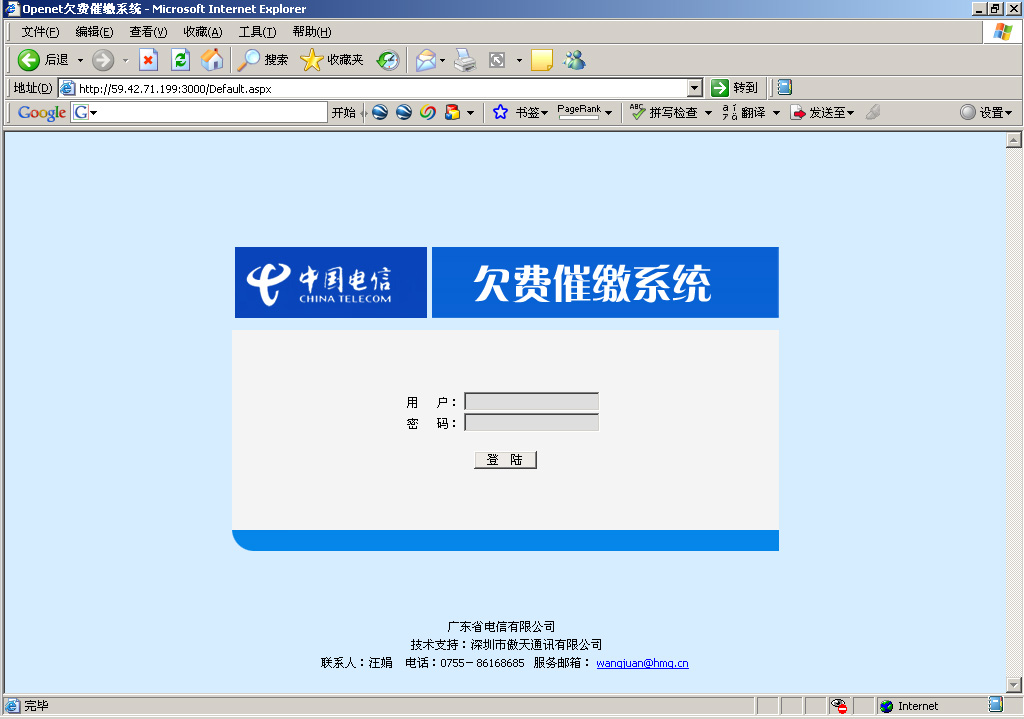 Openet欠费催缴系统 - Microsoft Internet Explorer
文件(F) 编辑(E) 查看(V) 收藏(A) 工具(T) 帮助(H)
后退 搜索 收藏夹
地址(D) http://59.42.71.199:3000/Default.aspx 转到
Google G 开始 书签 PageRank ABC 拼写检查 翻译 发送至 设置
中国电信
CHINA TELECOM
欠费催缴系统
用 户：
密 码：
登 陆
广东省电信有限公司
技术支持：深圳市傲天通讯有限公司
联系人：汪娟 电话：0755－86168685 服务邮箱： wangjuan@hmg.cn
完毕 Internet